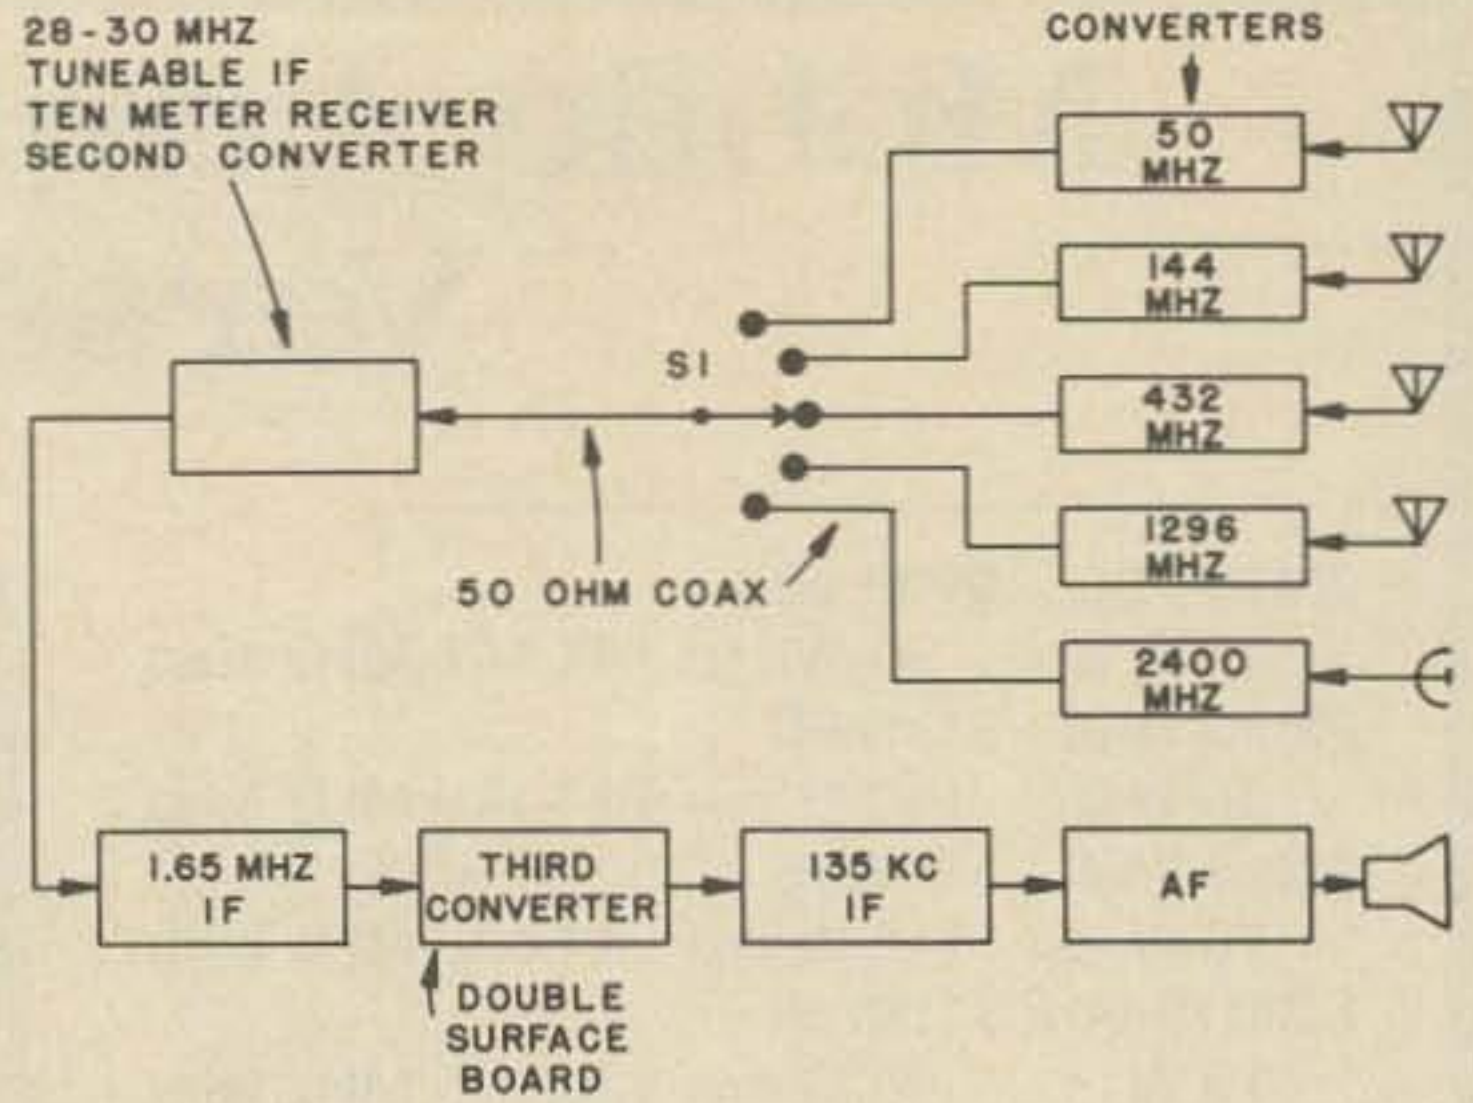 28-30 MHZ
TUNEABLE IF
TEN METER RECEIVER
SECOND CONVERTER
CONVERTERS
50
MHZ
144
MHZ
S1
432
MHZ
1296
MHZ
50 OHM COAX
2400
MHZ
1.65 MHZ
IF
THIRD
CONVERTER
135 KC
IF
AF
DOUBLE
SURFACE
BOARD